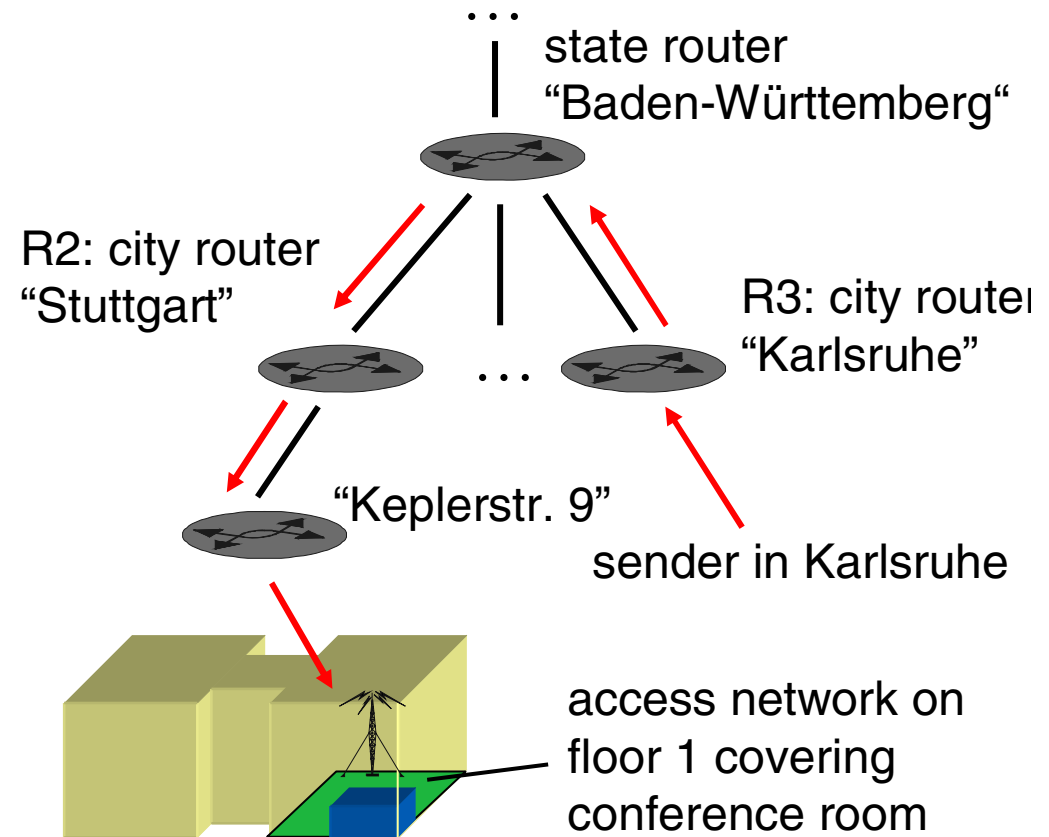 ...
state router
“Baden-Württemberg“
R2: city router
“Stuttgart”
R3: city router
“Karlsruhe”
...
“Keplerstr. 9”
sender in Karlsruhe
access network on
floor 1 covering
conference room